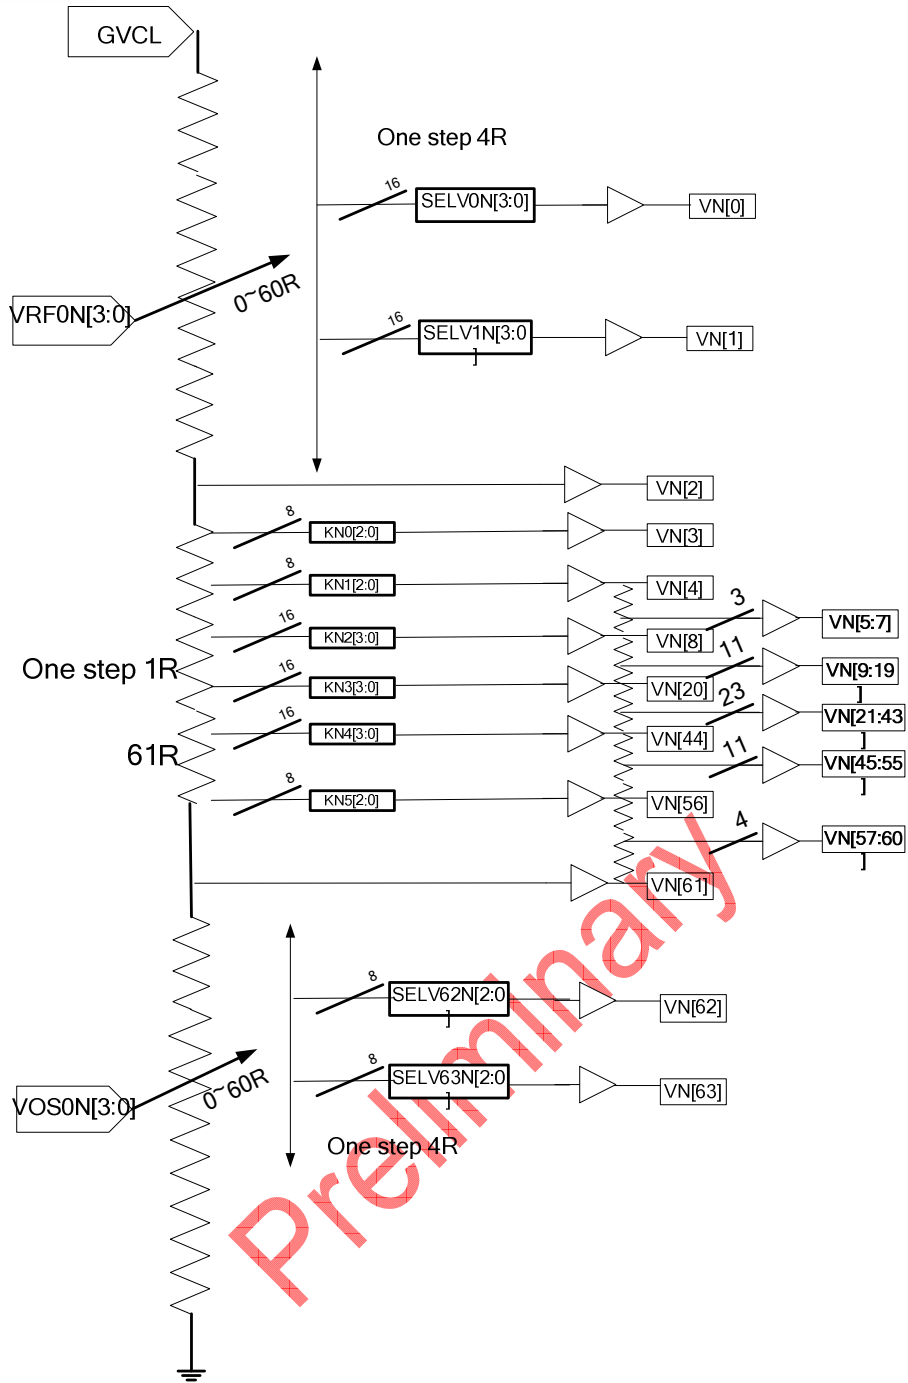 GVCL
One step 4R
16
SELV0N[3:0]
VN[0]
VRF0N[3:0]
0~60R
16
SELV1N[3:0
]
VN[1]
VN[2]
8
KN0[2:0]
VN[3]
8
KN1[2:0]
VN[4]
3
VN[5:7]
16
KN2[3:0]
VN[8]
11
VN[9:19
]
One step 1R
16
KN3[3:0]
VN[20]
23
VN[21:43
]
16
KN4[3:0]
VN[44]
61R
11
VN[45:55
]
8
KN5[2:0]
VN[56]
4
VN[57:60
]
VN[61]
8
SELV62N[2:0
]
VN[62]
VOS0N[3:0]
0~60R
8
SELV63N[2:0
]
VN[63]
One step 4R
Preliminary